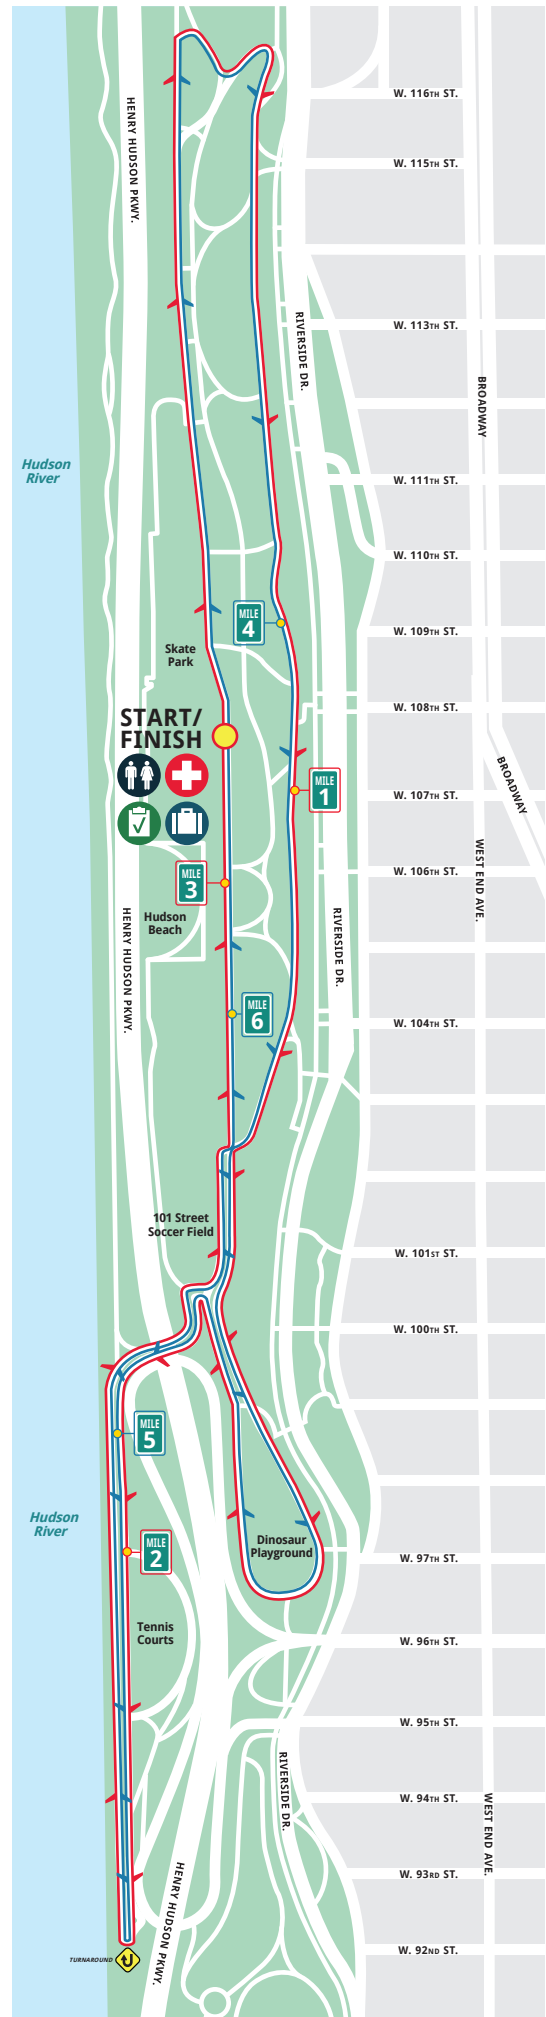 W. 116TH ST.
HENRY HUDSON PKWY.
W. 115TH ST.
RIVERSIDE DR.
W. 113TH ST.
BROADWAY
Hudson
River
W. 111TH ST.
W. 110TH ST.
MILE
4
W. 109TH ST.
Skate
Park
W. 108TH ST.
START/
FINISH
BROADWAY
MILE
1
W. 107TH ST.
WEST END AVE.
W. 106TH ST.
MILE
3
Hudson
Beach
HENRY HUDSON PKWY.
RIVERSIDE DR.
MILE
6
W. 104TH ST.
101 Street
Soccer Field
W. 101ST ST.
W. 100TH ST.
MILE
5
Hudson
River
MILE
2
Dinosaur
Playground
W. 97TH ST.
Tennis
Courts
W. 96TH ST.
W. 95TH ST.
RIVERSIDE DR.
W. 94TH ST.
WEST END AVE.
W. 93RD ST.
HENRY HUDSON PKWY.
W. 92ND ST.
TURNAROUND